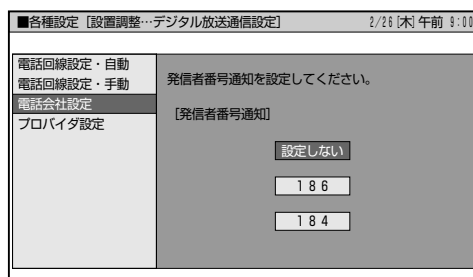 ■各種設定［設置調整…デジタル放送通信設定］ 2/26［木］午前 9:00
電話回線設定・自動
電話回線設定・手動
電話会社設定
プロバイダ設定
発信者番号通知を設定してください。
［発信者番号通知］
設定しない
１８６
１８４